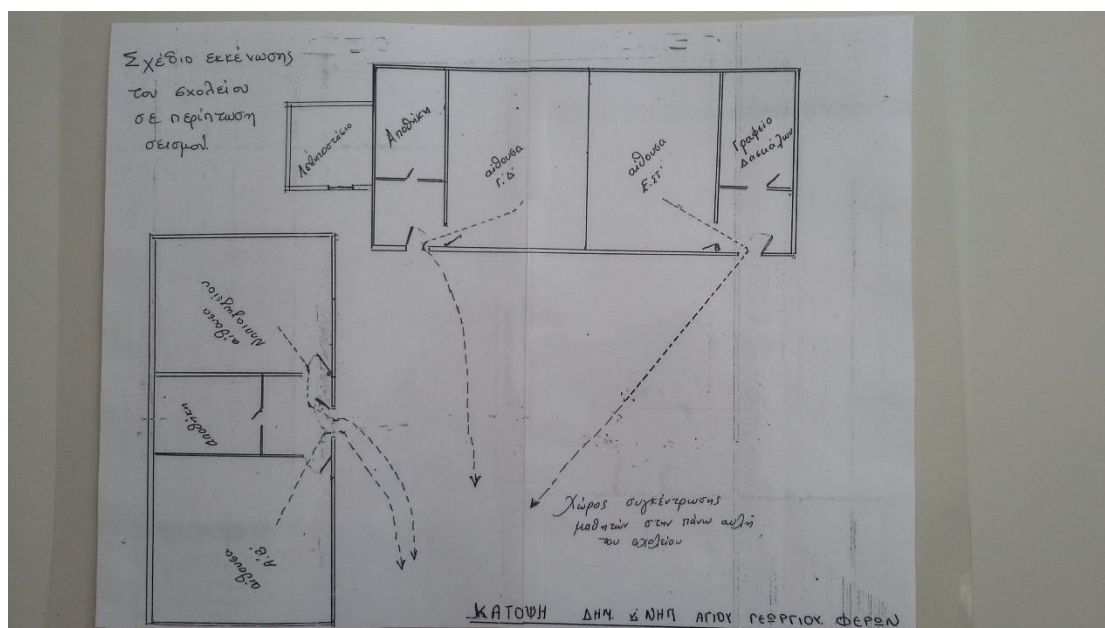 Σχέδιο εκκένωσης
του σχολείου
σε περίπτωση
σεισμού.
Λεβητοστάσιο
Αποθήκη
αίθουσα
Γ΄.Δ΄
αίθουσα
Ε΄.ΣΤ΄
Γραφείο
Δασκάλων
αίθουσα
Νηπιαγωγείου
αποθήκη
αίθουσα
Α΄.Β΄
Χώρος συγκέντρωσης
μαθητών στην πάνω αυλή
του σχολείου
ΚΑΤΟΨΗ ΔΗΜ. & ΝΗΠ ΑΓΙΟΥ ΓΕΩΡΓΙΟΥ. ΦΕΡΩΝ